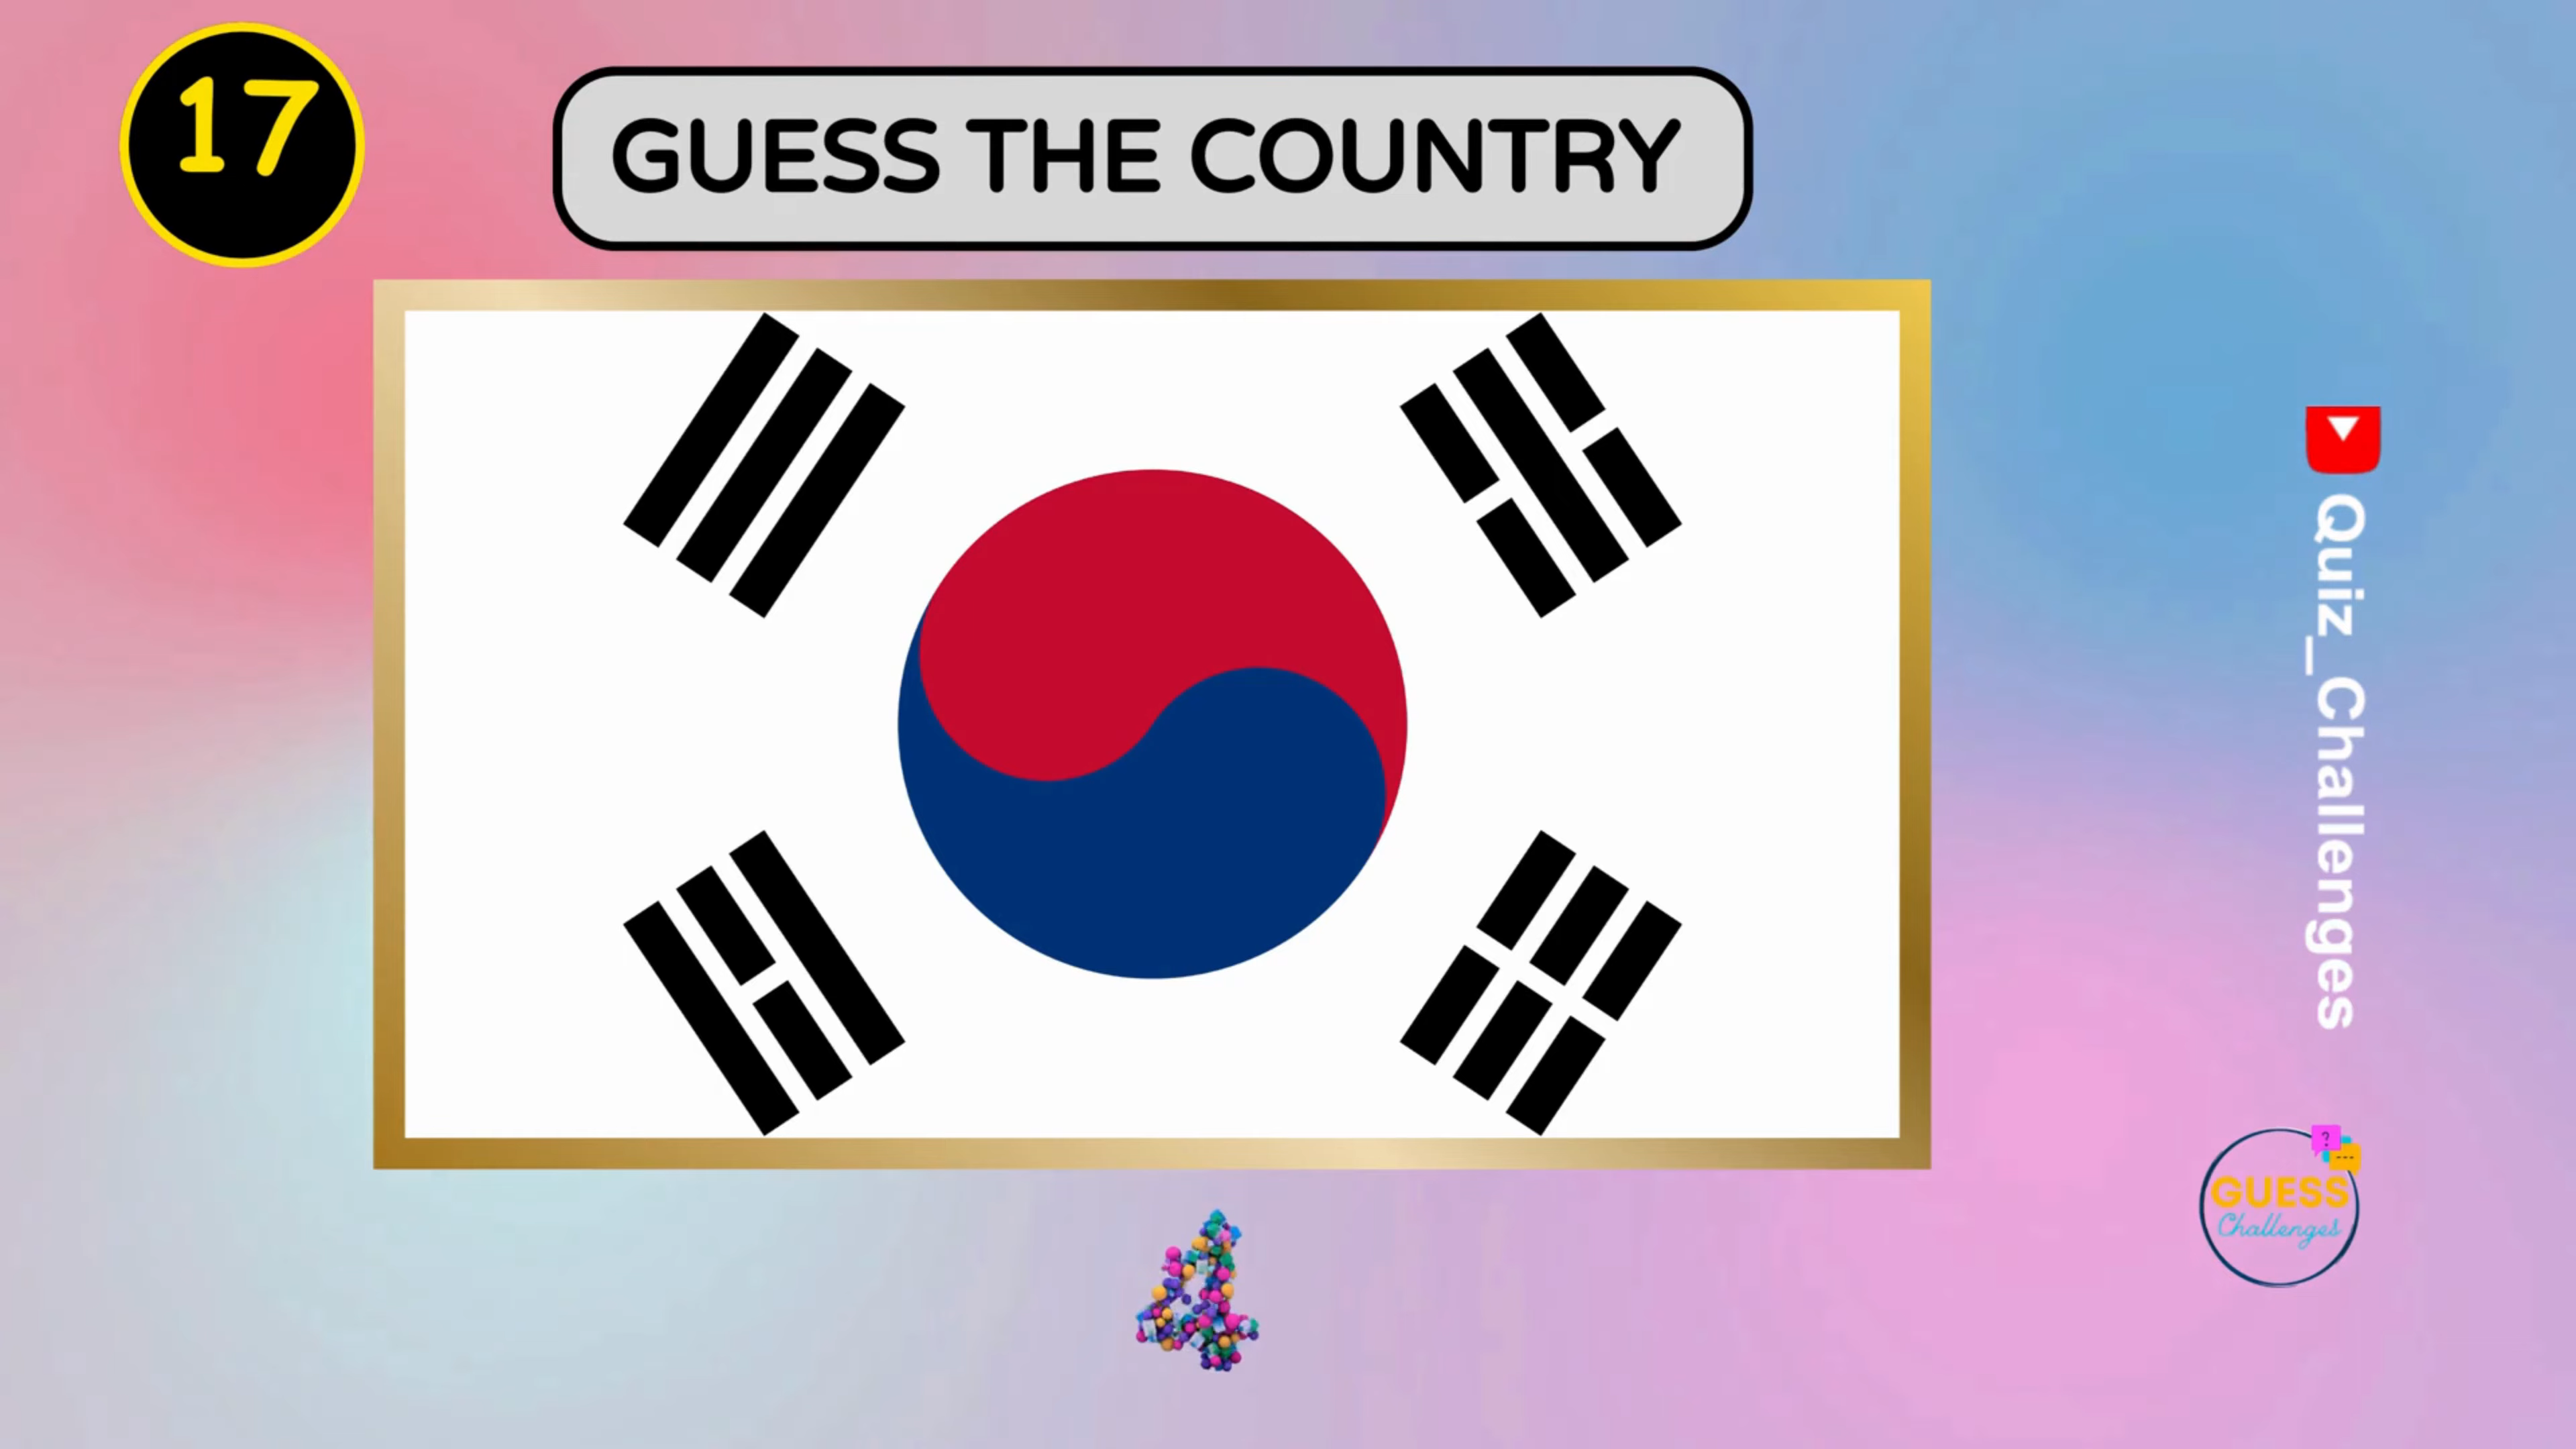 17
GUESS THE COUNTRY
Quiz_Challenges
?
GUESS
Challenges
4